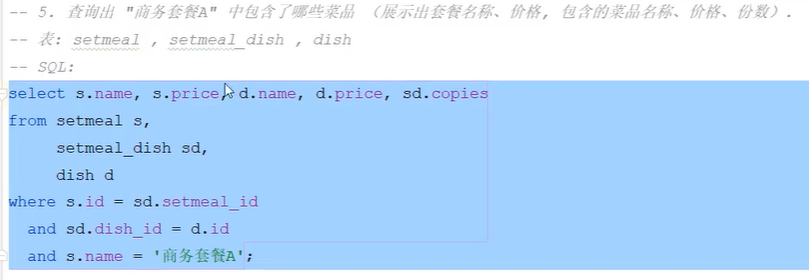 -- 5. 查询出 "商务套餐A" 中包含了哪些菜品 （展示出套餐名称、价格, 包含的菜品名称、价格、份数）.
-- 表: setmeal , setmeal_dish , dish
-- SQL:
select s.name, s.price, d.name, d.price, sd.copies
from setmeal s,
     setmeal_dish sd,
     dish d
where s.id = sd.setmeal_id
  and sd.dish_id = d.id
  and s.name = '商务套餐A';